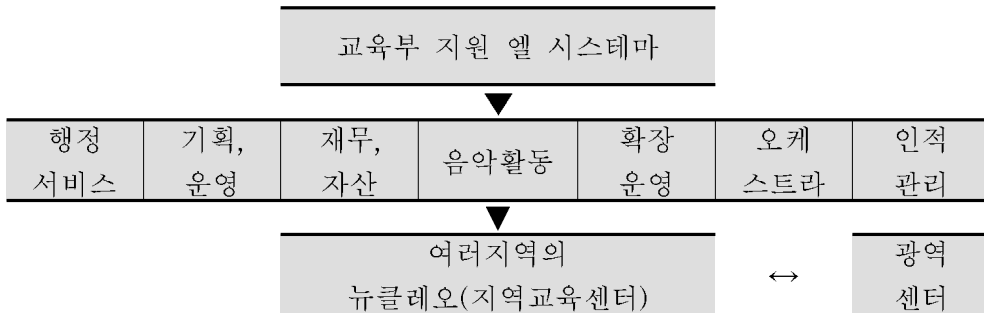 교육부 지원 엘 시스테마
▼
행정 기획, 재무, 음악활동 확장 오케 인적
서비스 운영 자산 운영 스트라 관리
▼
여러지역의 ↔ 광역
뉴클레오(지역교육센터) 센터